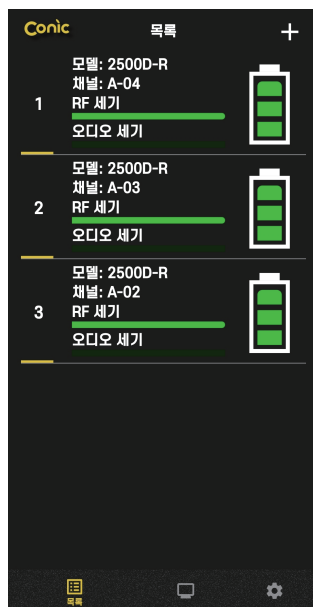 Conic
목록
+
1
모델: 2500D-R
채널: A-04
RF 세기
오디오 세기
2
모델: 2500D-R
채널: A-03
RF 세기
오디오 세기
3
모델: 2500D-R
채널: A-02
RF 세기
오디오 세기
목록